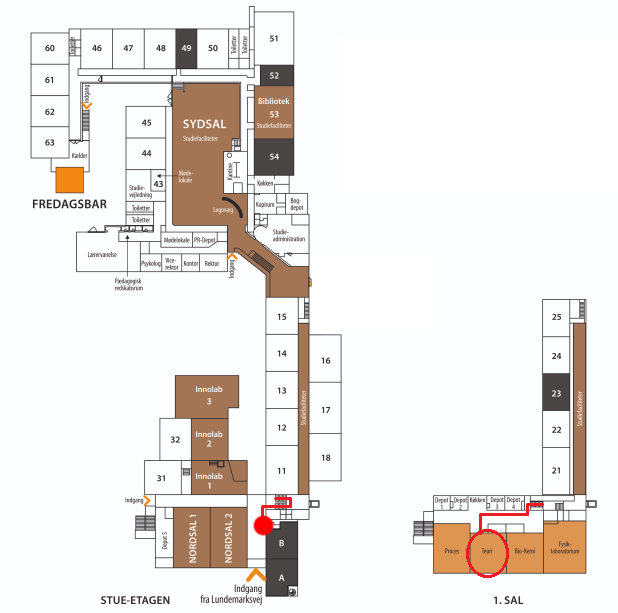 60
Toiletter
46
47
48
49
50
Toiletter
Toiletter
51
61
52
Indgang
62
Bibliotek
53
Studiefaciliteter
45
SYDSAL
Studiefaciliteter
63
Kælder
44
54
Kantine
43
Møde-
lokale
Køkken
FREDAGSBAR
Studie-
vejledning
Kopirum
Bog-
depot
Toiletter
Toiletter
Logosvog
Studie-
administration
Lærerværelse
Mødelokale
PR-Depot
Psykolog
Vice-
rektor
Kontor
Rektor
Indgang
Pædagogisk
redskabsrum
15
14
13
12
11
Studiefaciliteter
16
17
18
Innolab
3
32
Innolab
2
31
Innolab
1
Indgang
Depot 5
NORDSAL 1
NORDSAL 2
B
A
Indgang
fra Lundemarksvej
STUE-ETAGEN
25
24
23
22
21
Studiefaciliteter
Depot
1
Depot
2
Køkken
Depot
3
Depot
4
Proces
Teori
Bio-Kemi
Fysik-
laboratorium
1. SAL